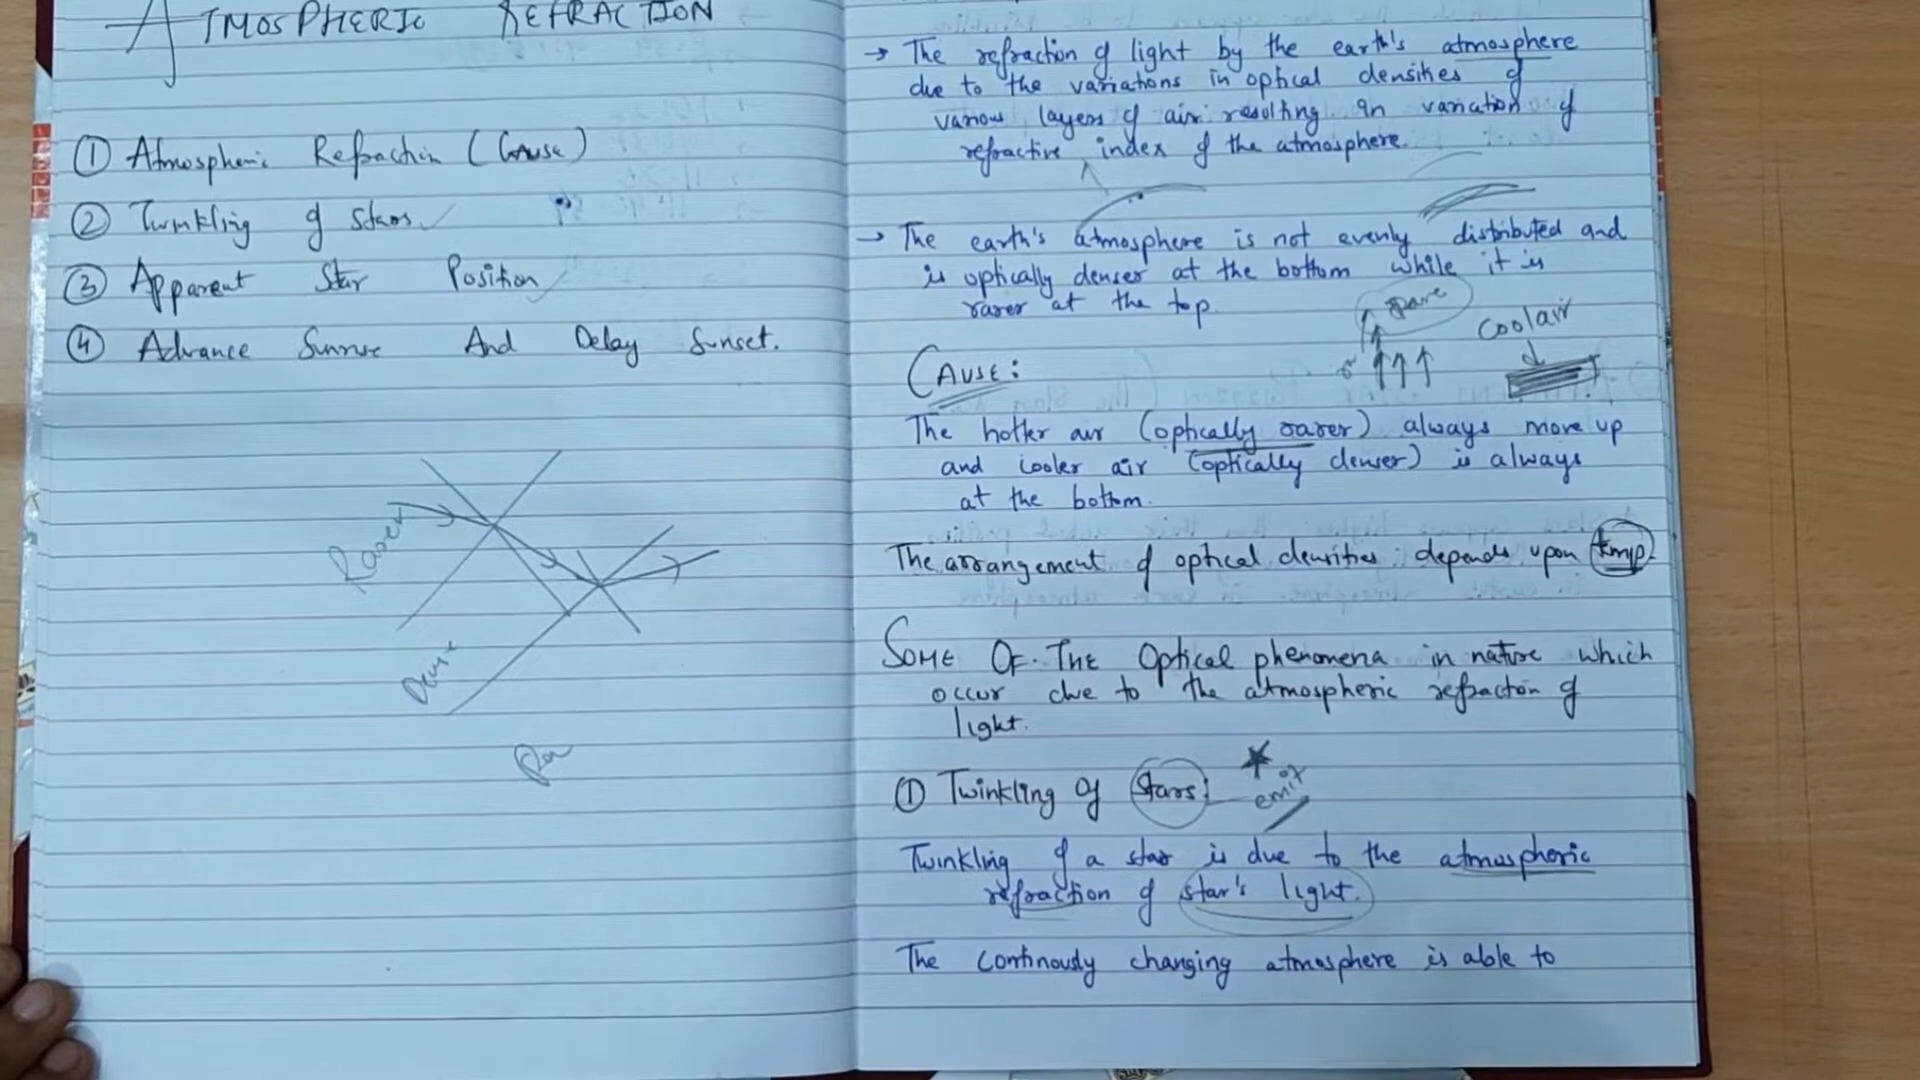 ATMOSPHERIC REFRACTION
① Atmospheric Refraction (Cause)
② Twinkling of stars
③ Apparent Star Position
④ Advance Sunrise And Delay Sunset.
Raser
Dense
Ra
→ The refraction of light by the earth's atmosphere
due to the variations in optical densities of
various layers of air resulting in variation of
refractive index of the atmosphere.
→ The earth's atmosphere is not evenly distributed and
is optically denser at the bottom while it is
rarer at the top.
Cool air
CAUSE:
The hotter air (optically rarer) always move up
and cooler air (optically denser) is always
at the bottom.
The arrangement of optical densities depends upon temp.
SOME OF THE Optical phenomena in nature which
occur due to the atmospheric refraction of
light.
① Twinkling of Stars:
emit
Twinkling of a star is due to the atmospheric
refraction of star's light.
The continously changing atmosphere is able to